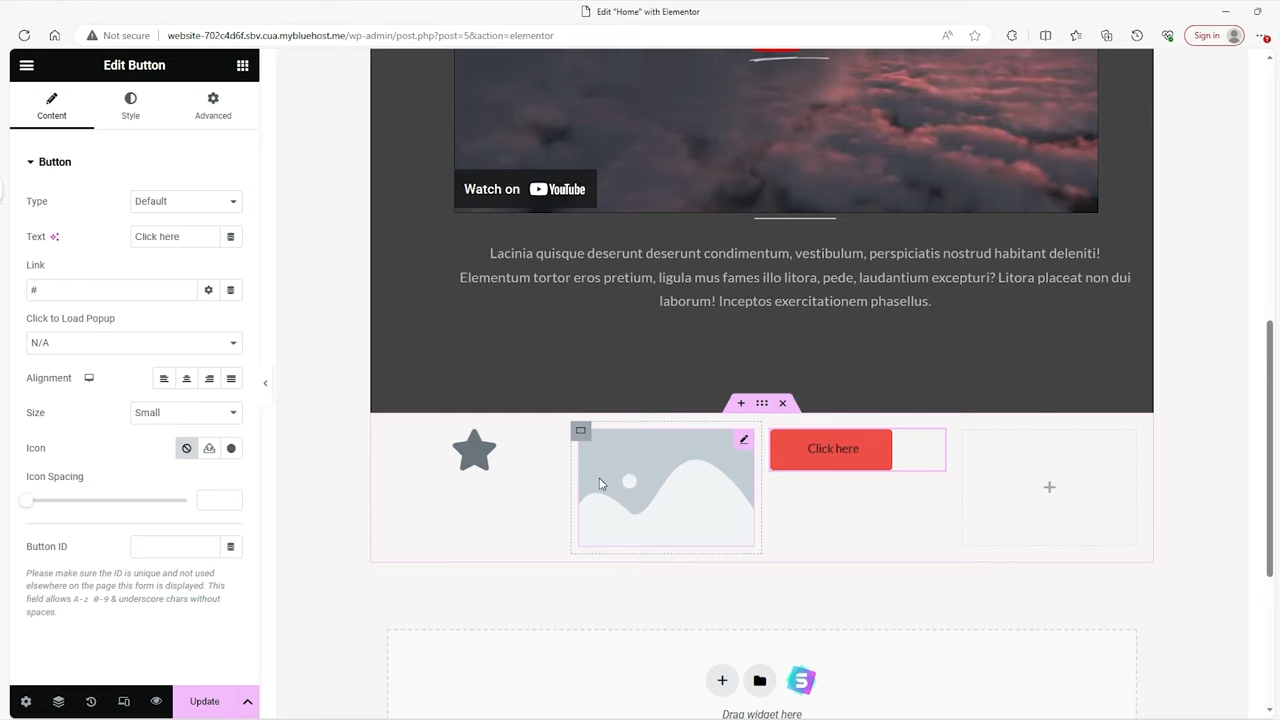 Edit "Home" with Elementor
Not secure
website-702c4d6f.sbv.cua.mybluehost.me/wp-admin/post.php?post=5&action=elementor
Sign in
Edit Button
Content
Style
Advanced
Button
Type
Default
Text
Click here
Link
#
Click to Load Popup
N/A
Alignment
Size
Small
Icon
Icon Spacing
Button ID
Please make sure the ID is unique and not used
elsewhere on the page this form is displayed. This
field allows A-z 0-9 & underscore chars without
spaces.
Update
Watch on YouTube
Lacinia quisque deserunt deserunt condimentum, vestibulum, perspiciatis nostrud habitant deleniti!
Elementum tortor eros pretium, ligula mus fames illo litora, pede, laudantium excepturi? Litora placeat non dui
laborum! Inceptos exercitationem phasellus.
Click here
Drag widget here